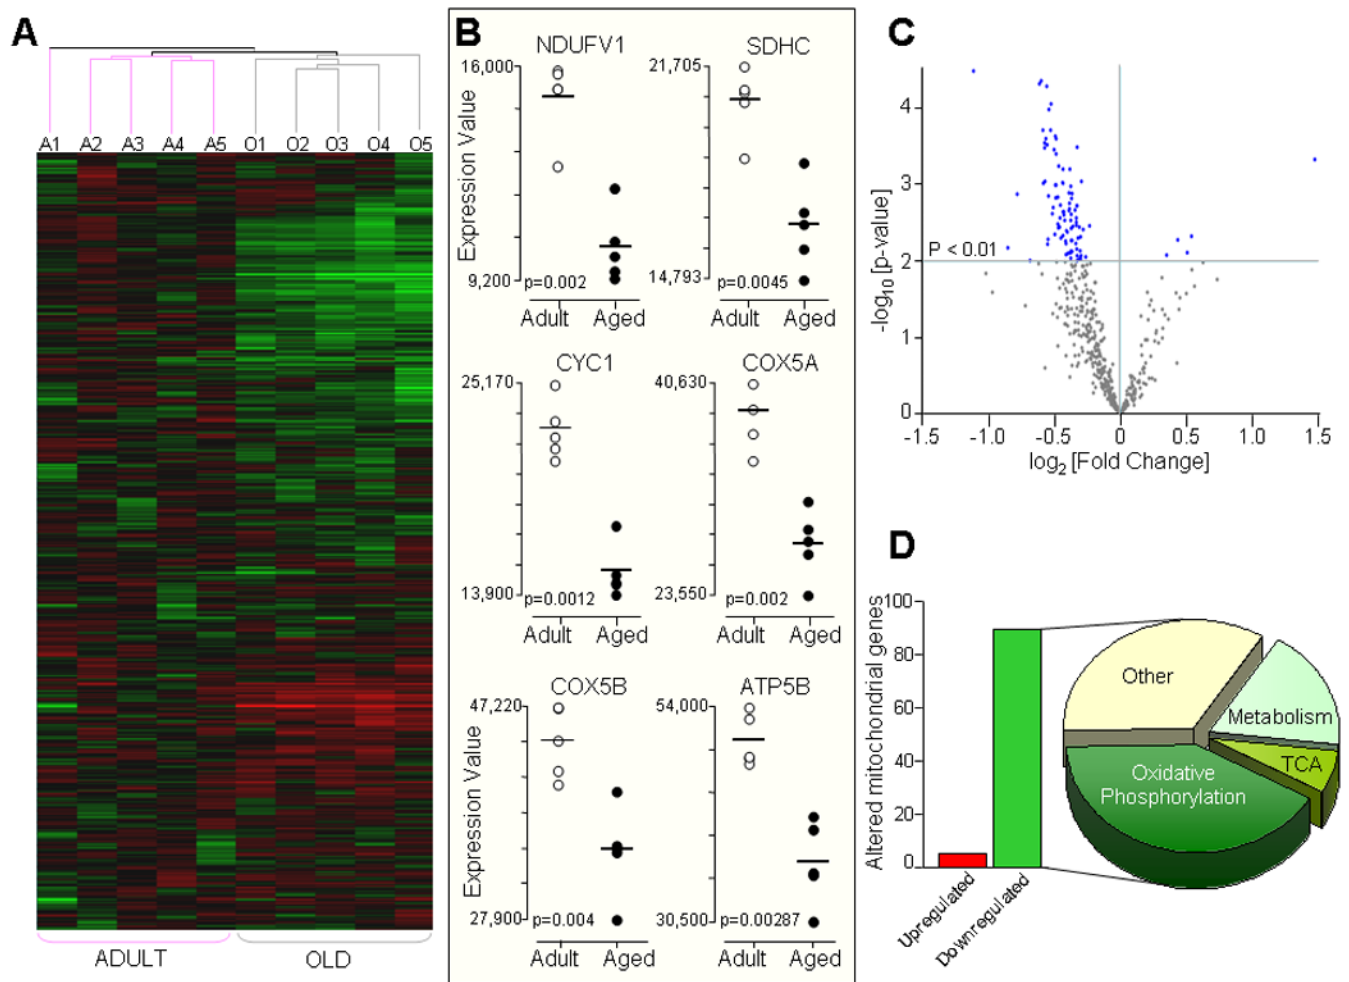 A
A1 A2 A3 A4 A5 O1 O2 O3 O4 O5
ADULT OLD
B
NDUFV1
16,000
Expression Value
9,200
p=0.002
Adult Aged
SDHC
21,705
14,793
p=0.0045
Adult Aged
CYC1
25,170
13,900
p=0.0012
Adult Aged
COX5A
40,630
23,550
p=0.002
Adult Aged
COX5B
47,220
Expression Value
27,900
p=0.004
Adult Aged
ATP5B
54,000
30,500
p=0.00287
Adult Aged
C
-log10 [p-value]
4
3
P < 0.01
2
1
0
-1.5 -1.0 -0.5 0 0.5 1.0 1.5
log2 [Fold Change]
D
Altered mitochondrial genes
100
80
60
40
20
0
Upregulated
Downregulated
Other
Metabolism
TCA
Oxidative
Phosphorylation